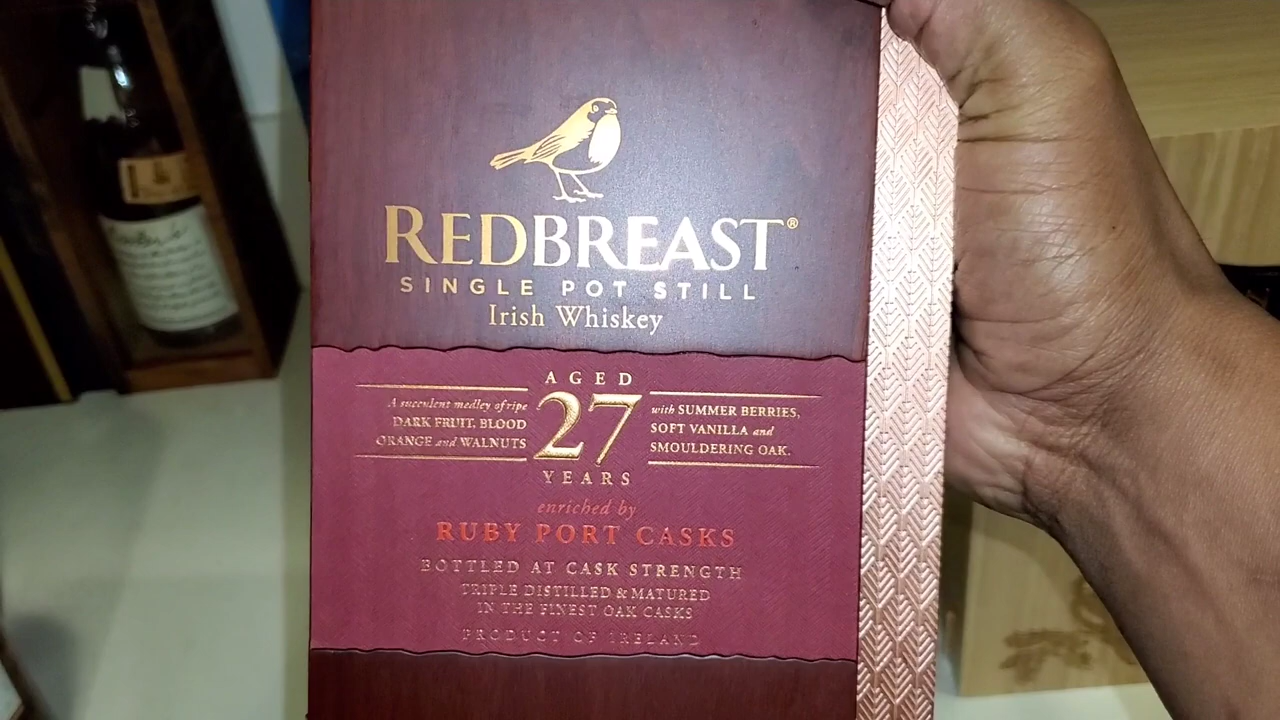 REDBREAST®
SINGLE POT STILL
Irish Whiskey
AGED
27
YEARS
A succulent medley of ripe
DARK FRUIT, BLOOD
ORANGE and WALNUTS
with SUMMER BERRIES,
SOFT VANILLA and
SMOULDERING OAK.
enriched by
RUBY PORT CASKS
BOTTLED AT CASK STRENGTH
TRIPLE DISTILLED & MATURED
IN THE FINEST OAK CASKS
PRODUCT OF IRELAND